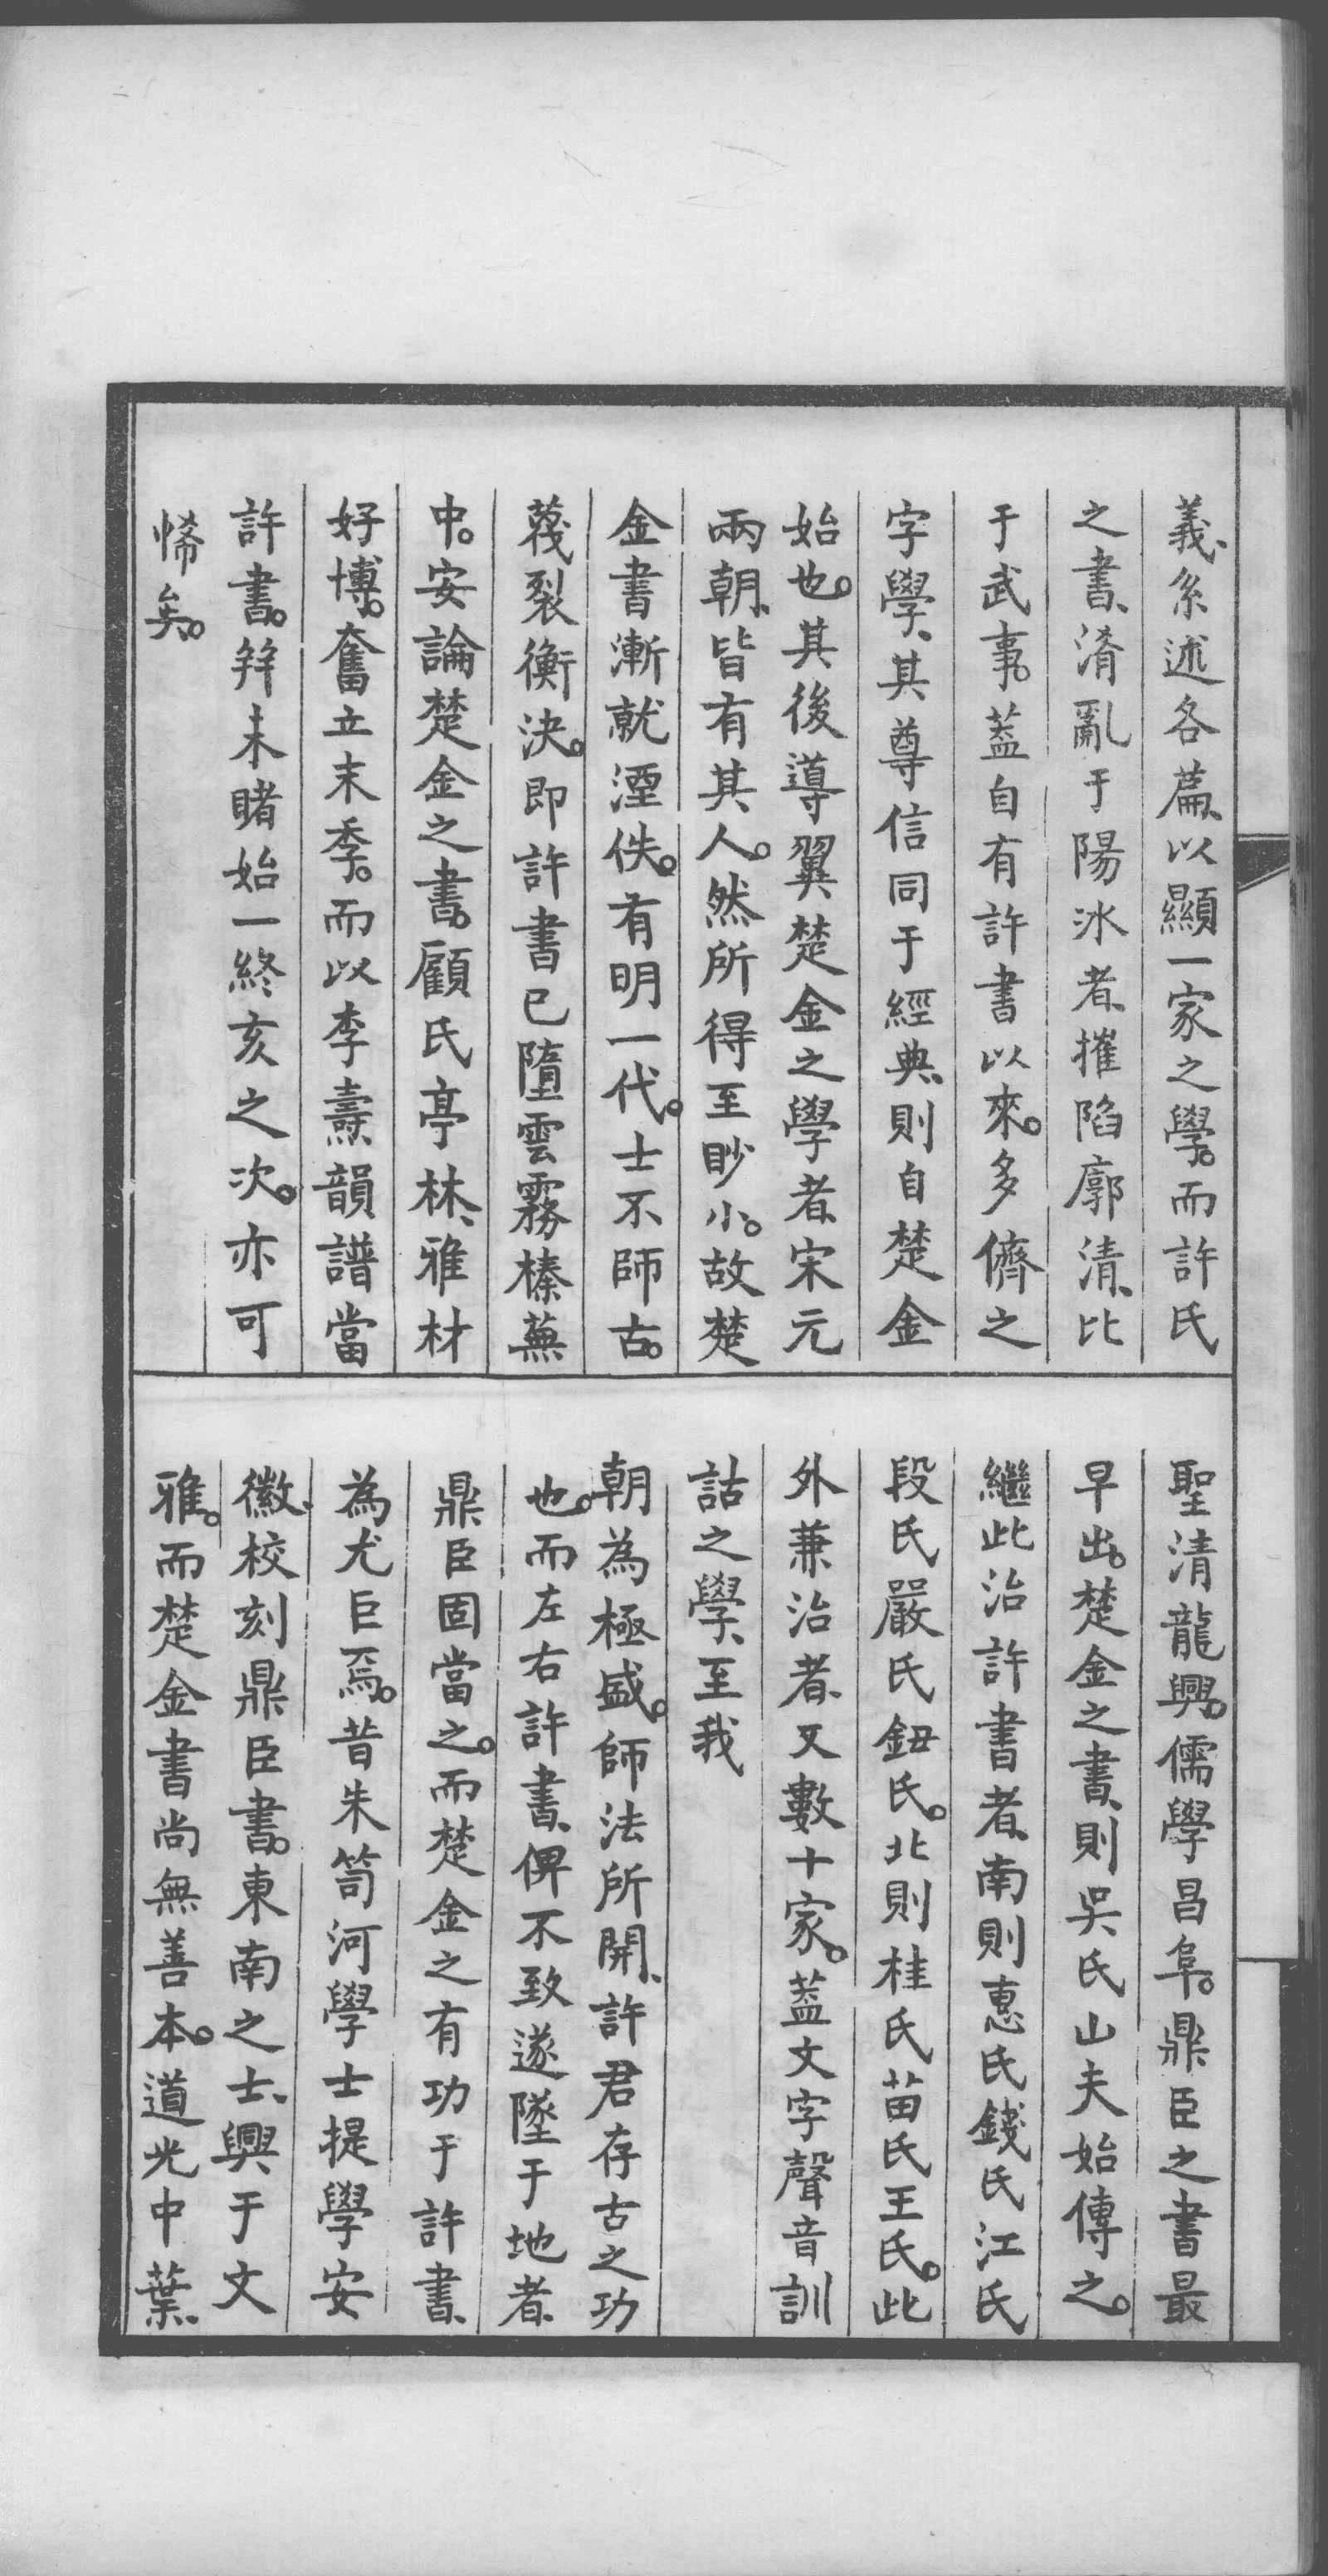 義、系述各篇、以顯一家之學。而許氏
之書、淆亂于陽冰者、摧陷廓清、比
于武事。葢自有許書以來。多儕之
字學、其尊信同于經典、則自楚金
始也。其後導翼楚金之學者、宋元
兩朝、皆有其人。然所得至眇小。故楚
金書漸就湮佚。有明一代。士不師古。
蔑裂衡決。即許書已墮雲霧榛蕪
中。安論楚金之書。顧氏亭林、雅材
好博。奮立末季。而以李燾韻譜當
許書。并未睹始一終亥之次。亦可
悕矣。
聖清龍興。儒學昌阜。鼎臣之書最
早出。楚金之書、則吳氏山夫始傳之。
繼此治許書者、南則惠氏錢氏江氏
段氏嚴氏鈕氏。北則桂氏苗氏王氏。此
外兼治者、又數十家。葢文字聲音訓
詁之學、至我
朝為極盛。師法所開、許君存古之功
也。而左右許書、俾不致遂墜于地者、
鼎臣固當之。而楚金之有功于許書、
為尤巨焉。昔朱笥河學士提學安
徽、校刻鼎臣書。東南之士、興于文
雅。而楚金書尚無善本。道光中葉、